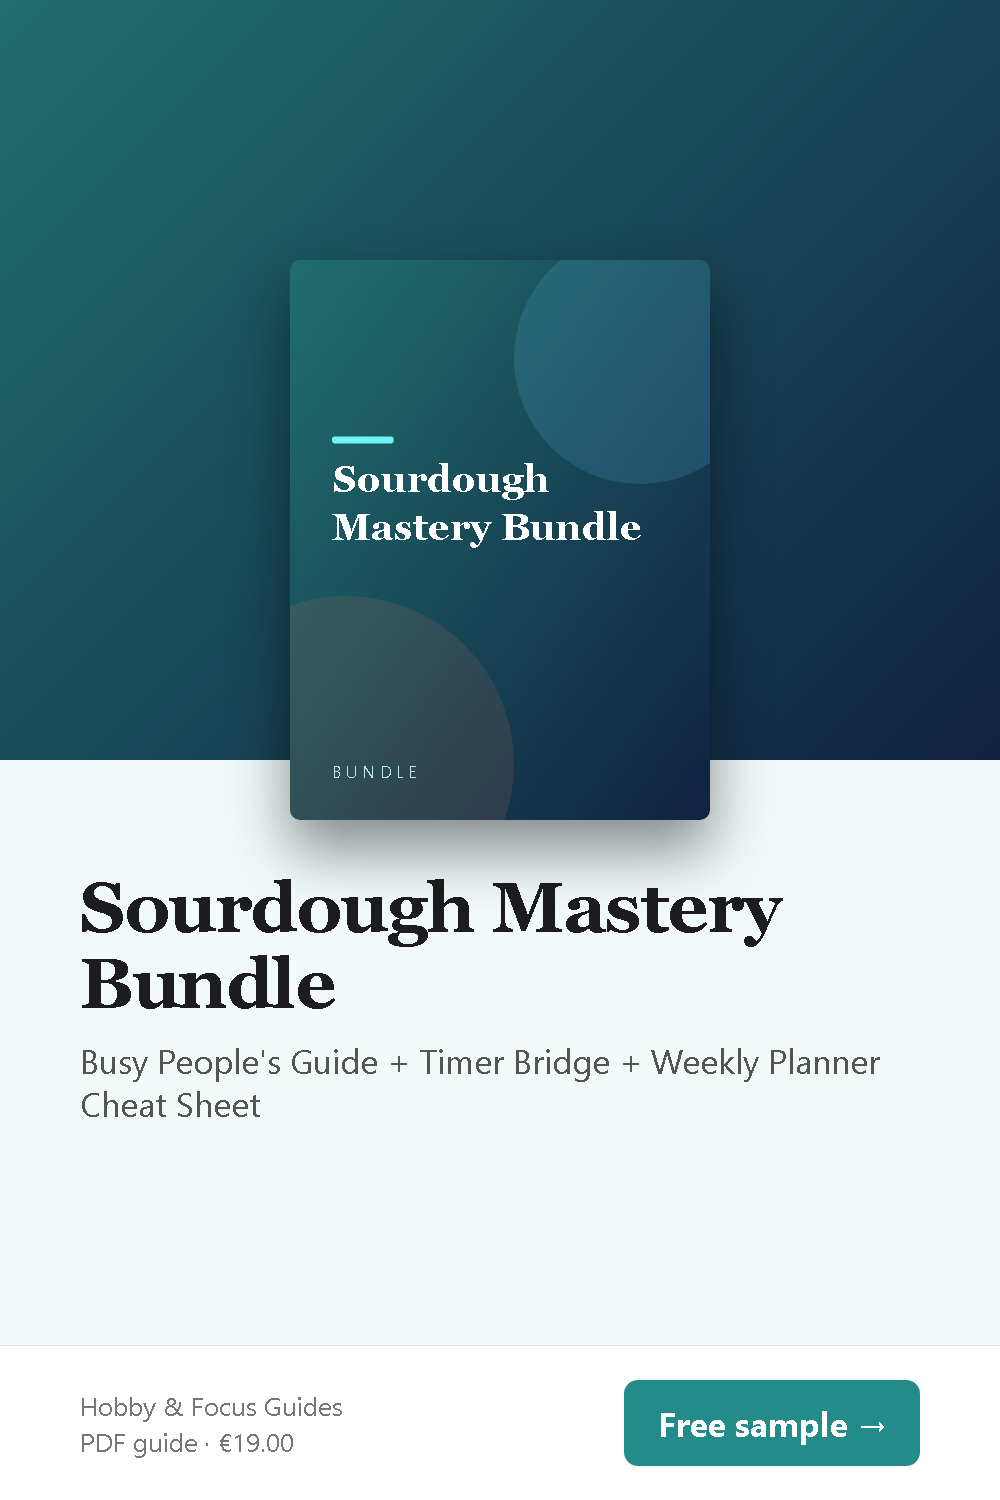 Sourdough
Mastery Bundle
BUNDLE
Sourdough Mastery
Bundle
Busy People's Guide + Timer Bridge + Weekly Planner
Cheat Sheet
Hobby & Focus Guides
PDF guide · €19.00
Free sample →